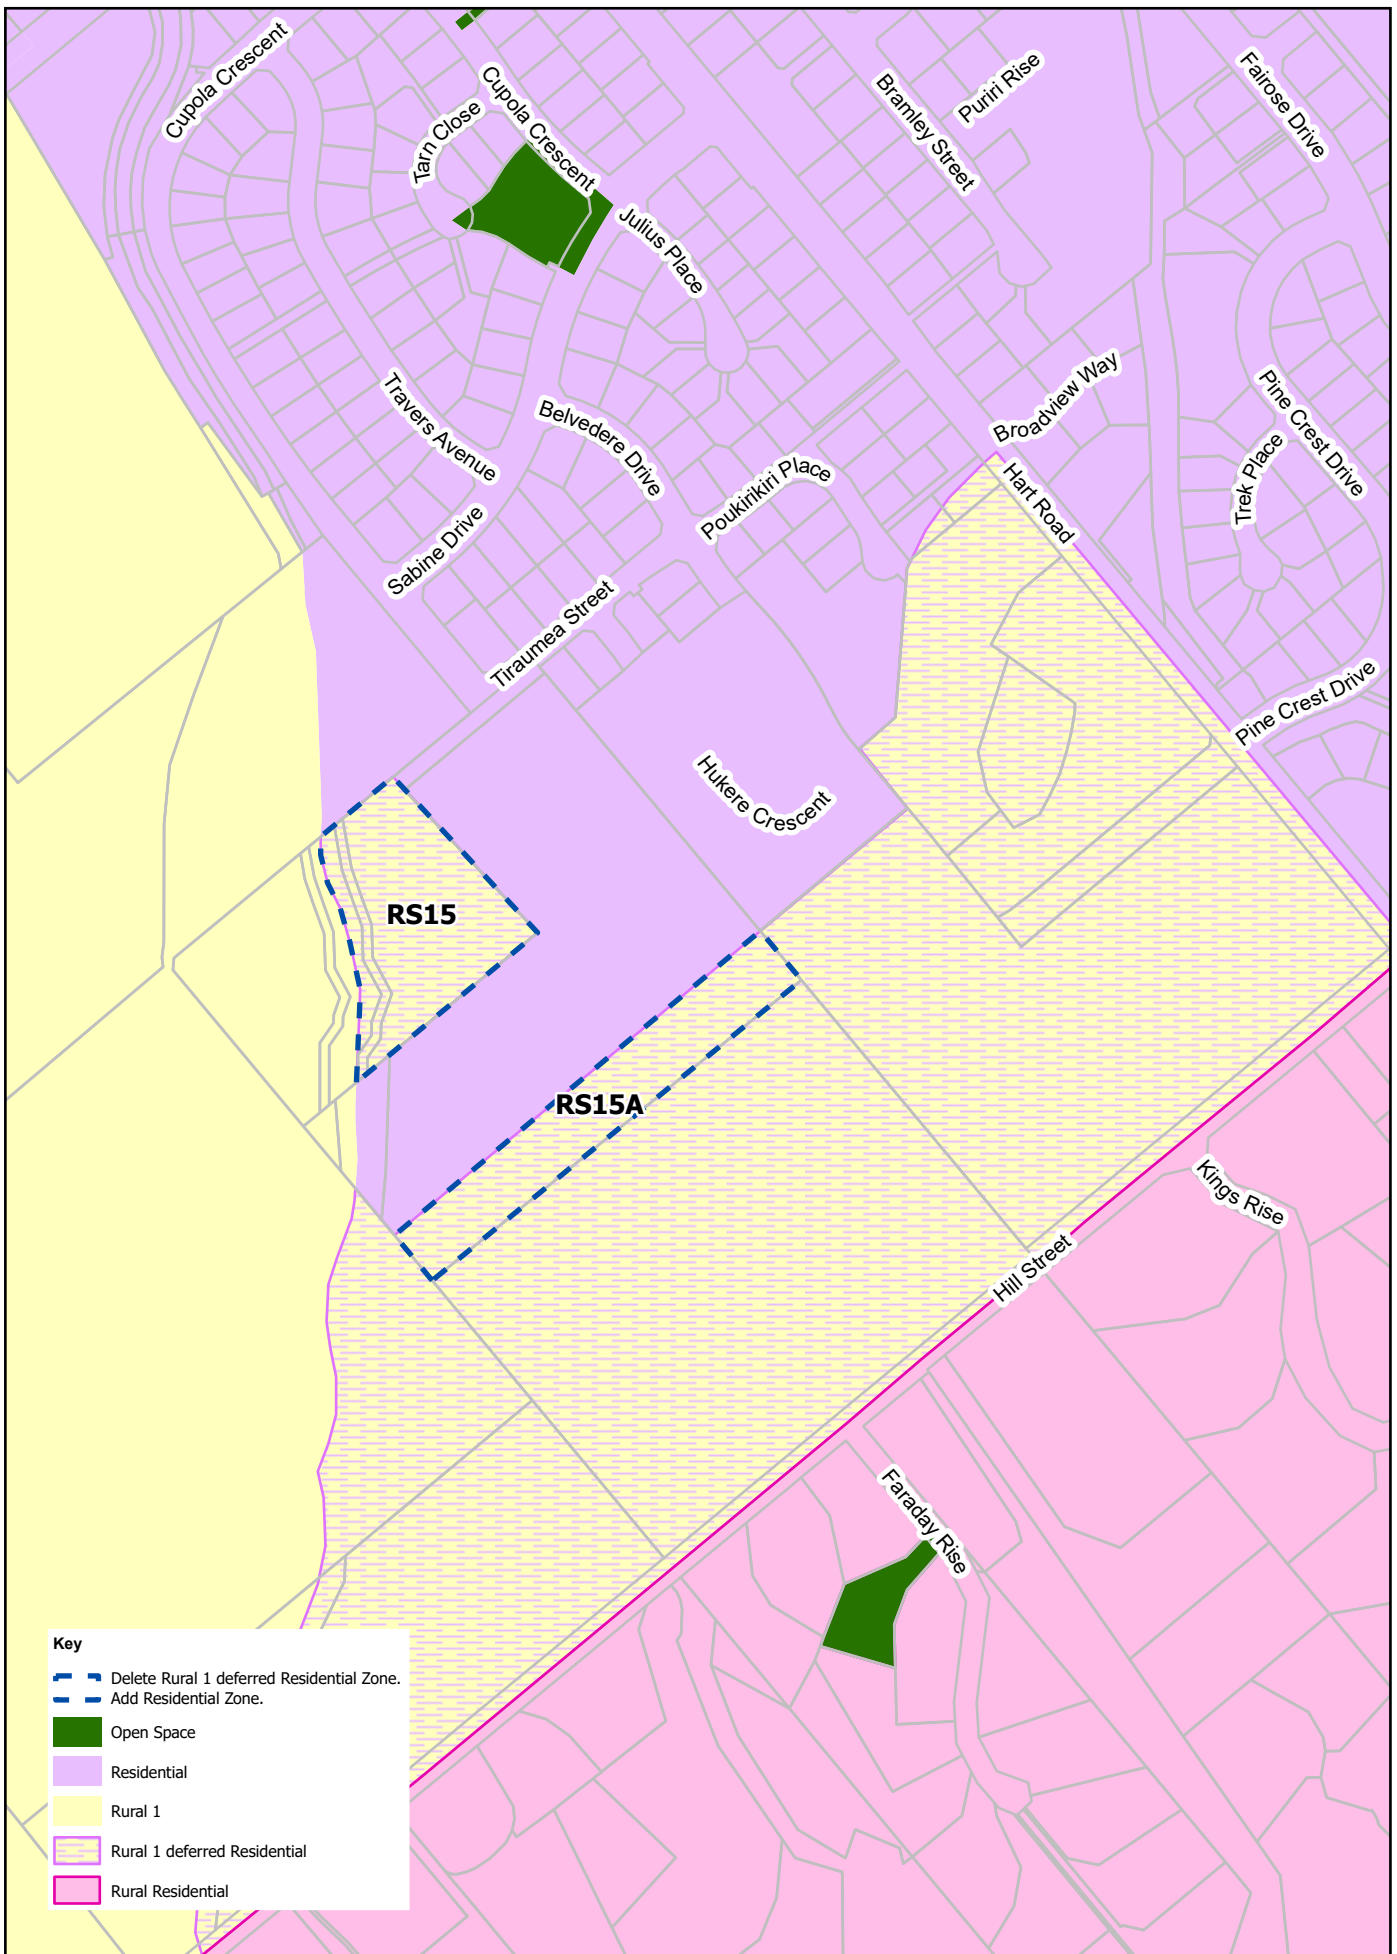 Cupola Crescent
Cupola Crescent
Tarn Close
Bramley Street
Puriri Rise
Fairose Drive
Julius Place
Travers Avenue
Belvedere Drive
Broadview Way
Pine Crest Drive
Trek Place
Poukirikiri Place
Hart Road
Sabine Drive
Tiraumea Street
Pine Crest Drive
Hukere Crescent
RS15
RS15A
Kings Rise
Hill Street
Faraday Rise
Key
Delete Rural 1 deferred Residential Zone.
Add Residential Zone.
Open Space
Residential
Rural 1
Rural 1 deferred Residential
Rural Residential